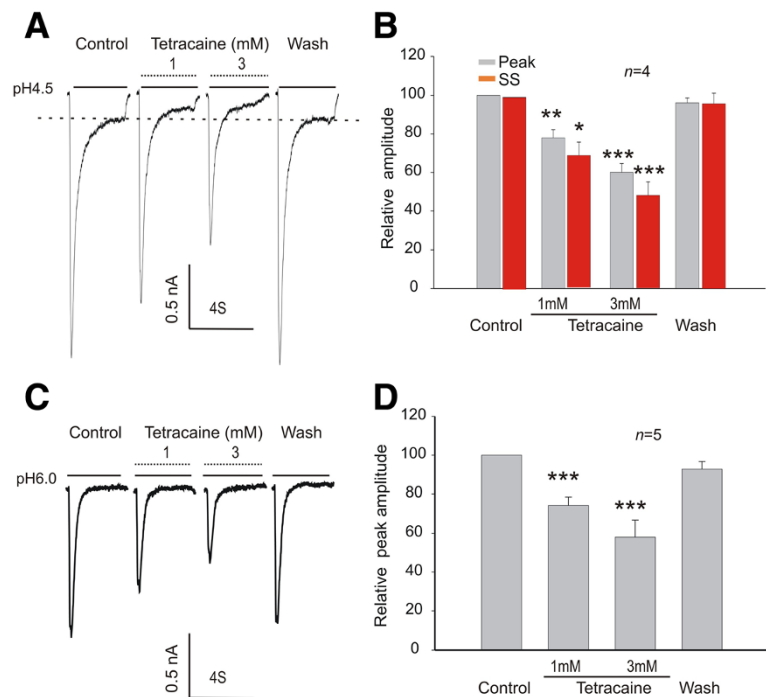 A
Control Tetracaine (mM) Wash
1 3
pH4.5
0.5 nA
4S
B
120
100
80
60
40
20
0
Relative amplitude
Peak
SS
n=4
** * *** ***
1mM 3mM
Control Tetracaine Wash
C
Control Tetracaine (mM) Wash
1 3
pH6.0
0.5 nA
4S
D
120
100
80
60
40
20
0
Relative peak amplitude
n=5
*** ***
1mM 3mM
Control Tetracaine Wash